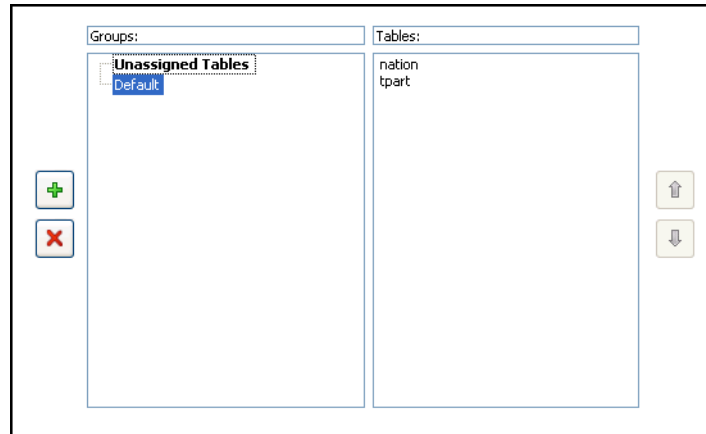 Groups:
Unassigned Tables
Default
Tables:
nation
tpart